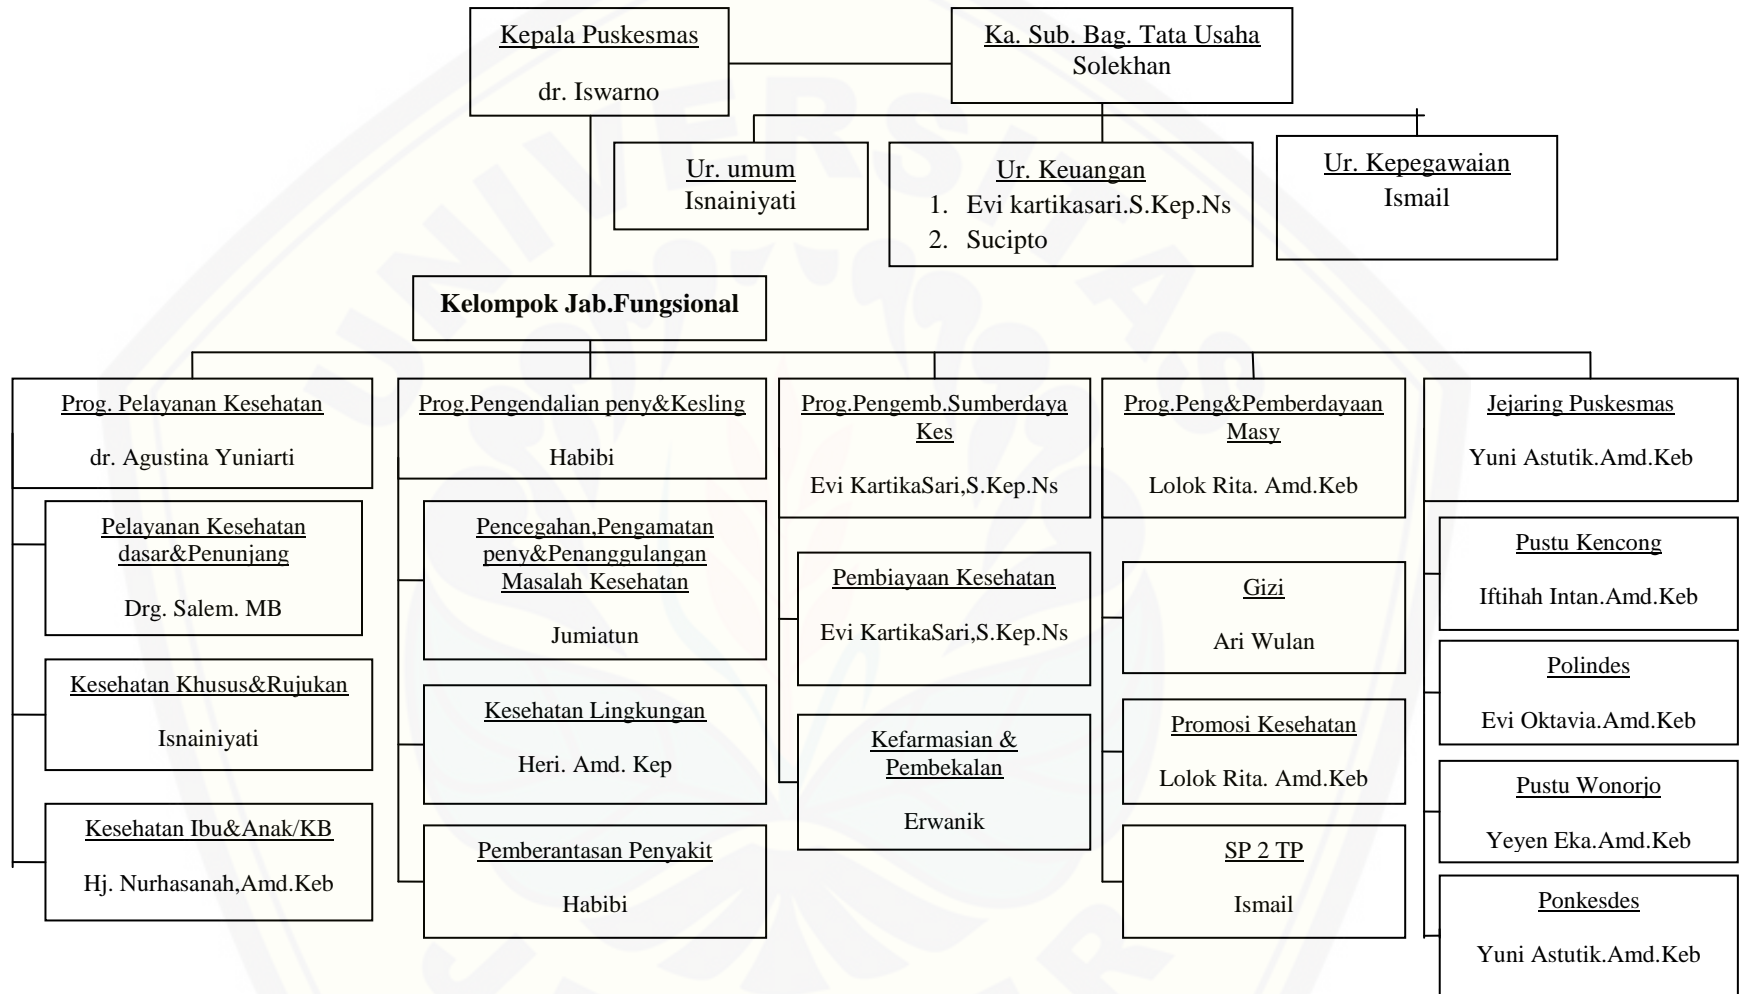 Kepala Puskesmas
dr. Iswarno
Ka. Sub. Bag. Tata Usaha
Solekhan
Ur. umum
Isnainiyati
Ur. Keuangan
1. Evi kartikasari.S.Kep.Ns
2. Sucipto
Ur. Kepegawaian
Ismail
Kelompok Jab.Fungsional
Prog. Pelayanan Kesehatan
dr. Agustina Yuniarti
Pelayanan Kesehatan
dasar&Penunjang
Drg. Salem. MB
Kesehatan Khusus&Rujukan
Isnainiyati
Kesehatan Ibu&Anak/KB
Hj. Nurhasanah,Amd.Keb
Prog.Pengendalian peny&Kesling
Habibi
Pencegahan,Pengamatan
peny&Penanggulangan
Masalah Kesehatan
Jumiatun
Kesehatan Lingkungan
Heri. Amd. Kep
Pemberantasan Penyakit
Habibi
Prog.Pengemb.Sumberdaya
Kes
Evi KartikaSari,S.Kep.Ns
Pembiayaan Kesehatan
Evi KartikaSari,S.Kep.Ns
Kefarmasian &
Pembekalan
Erwanik
Prog.Peng&Pemberdayaan
Masy
Lolok Rita. Amd.Keb
Gizi
Ari Wulan
Promosi Kesehatan
Lolok Rita. Amd.Keb
SP 2 TP
Ismail
Jejaring Puskesmas
Yuni Astutik.Amd.Keb
Pustu Kencong
Iftihah Intan.Amd.Keb
Polindes
Evi Oktavia.Amd.Keb
Pustu Wonorjo
Yeyen Eka.Amd.Keb
Ponkesdes
Yuni Astutik.Amd.Keb
UNIVERSITAS